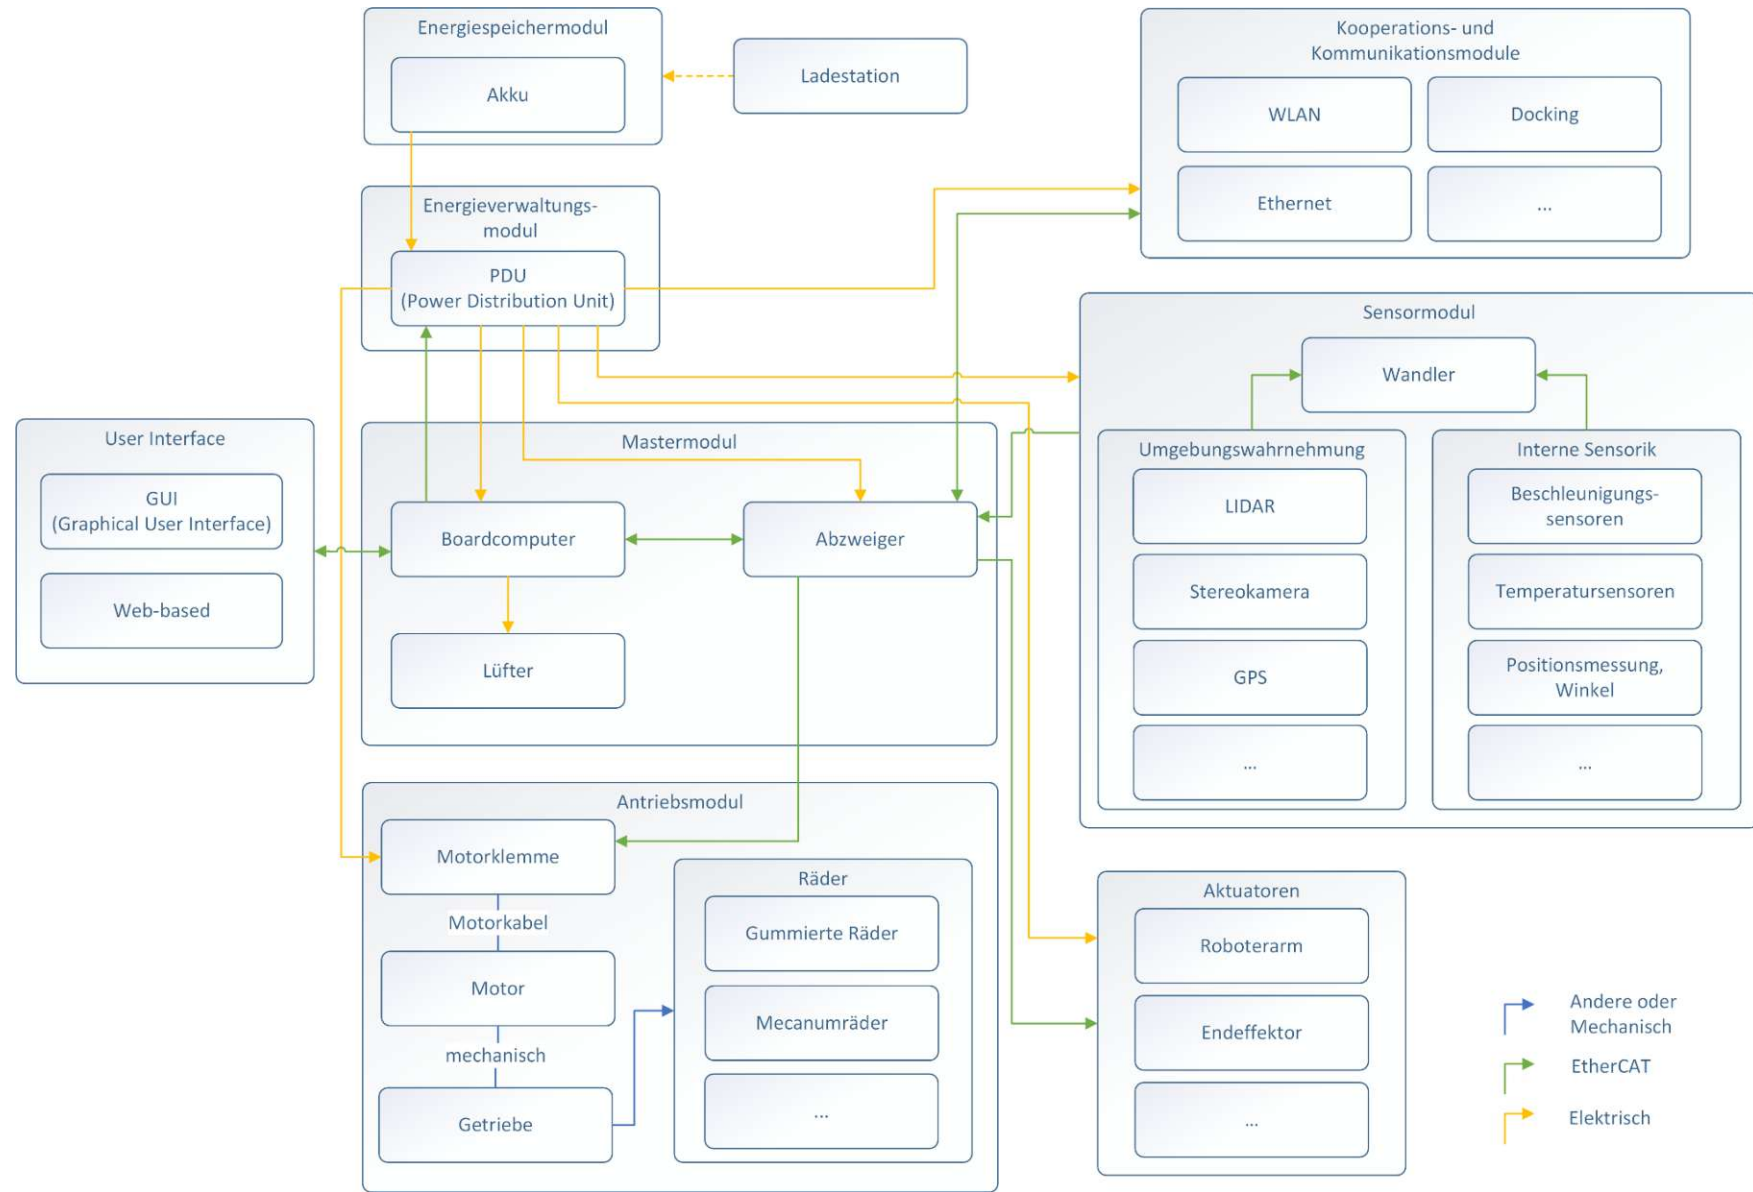 Energiespeichermodul
Akku
Ladestation
Kooperations- und
Kommunikationsmodule
WLAN
Docking
Ethernet
...
Energieverwaltungs-
modul
PDU
(Power Distribution Unit)
Sensormodul
Wandler
Umgebungswahrnehmung
LIDAR
Stereokamera
GPS
...
Interne Sensorik
Beschleunigungs-
sensoren
Temperatursensoren
Positionsmessung,
Winkel
...
User Interface
GUI
(Graphical User Interface)
Web-based
Mastermodul
Boardcomputer
Abzweiger
Lüfter
Antriebsmodul
Motorklemme
Motorkabel
Motor
mechanisch
Getriebe
Räder
Gummierte Räder
Mecanumräder
...
Aktuatoren
Roboterarm
Endeffektor
...
Andere oder
Mechanisch
EtherCAT
Elektrisch